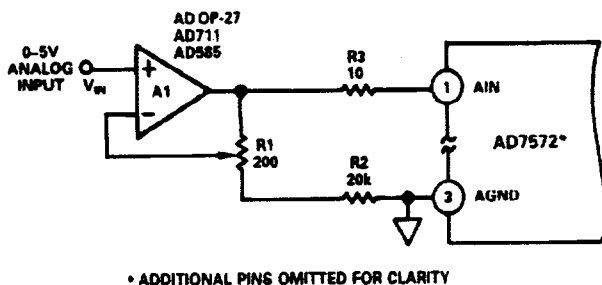 AD OP-27
AD711
AD585
0–5V
ANALOG
INPUT
VIN
+
A1
–
R3
10
1
AIN
AD7572*
R1
200
R2
20k
3
AGND
* ADDITIONAL PINS OMITTED FOR CLARITY